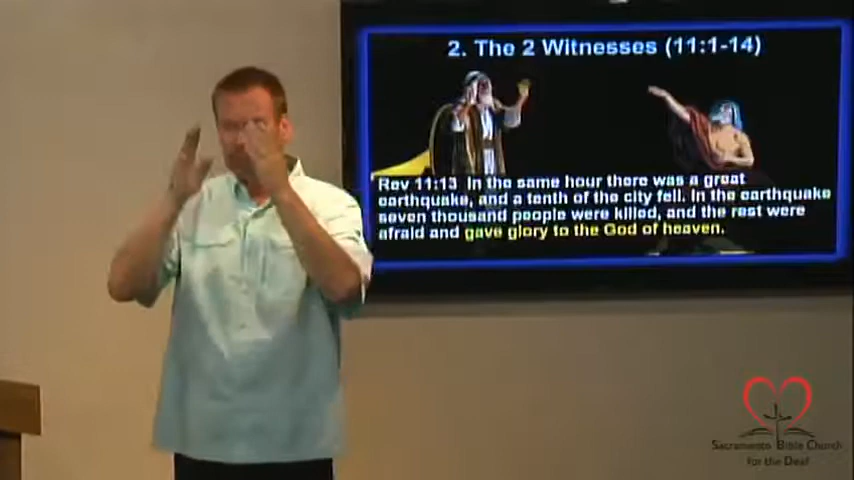 2. The 2 Witnesses (11:1-14)
Rev 11:13 In the same hour there was a great
earthquake, and a tenth of the city fell. In the earthquake
seven thousand people were killed, and the rest were
afraid and gave glory to the God of heaven.
Sacramento Bible Church
for the Deaf